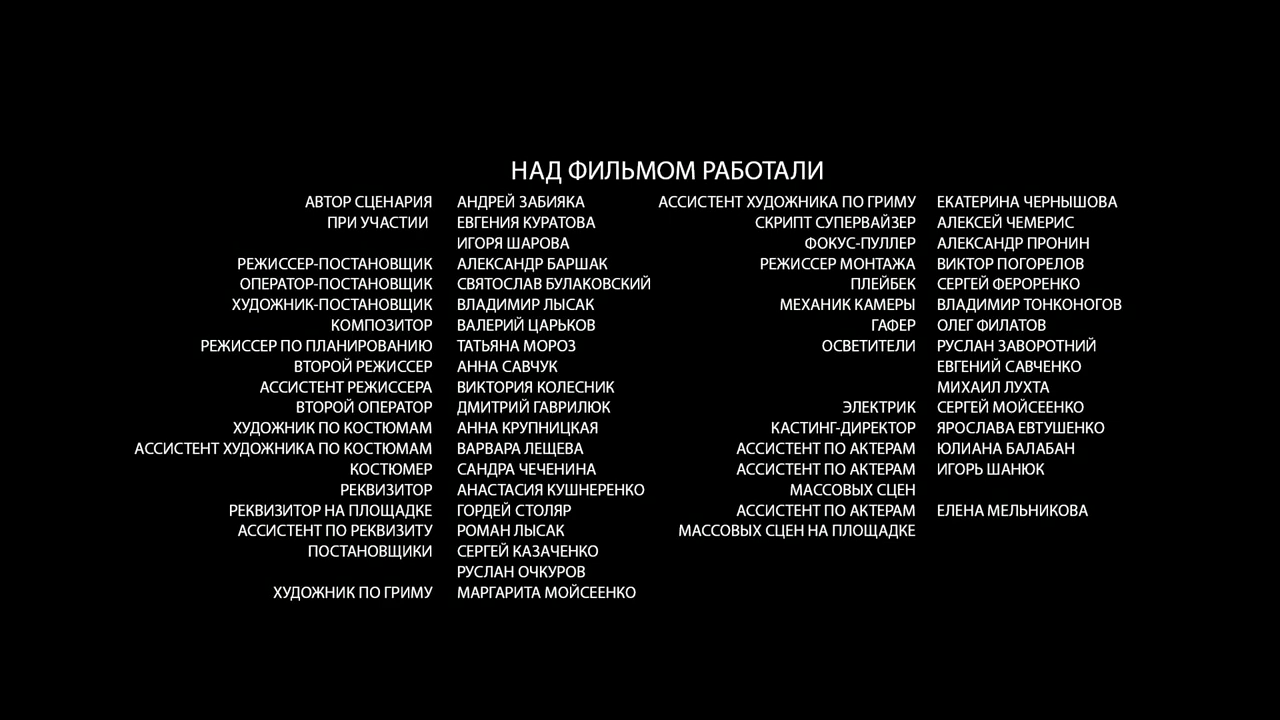 НАД ФИЛЬМОМ РАБОТАЛИ
АВТОР СЦЕНАРИЯ АНДРЕЙ ЗАБИЯКА
ПРИ УЧАСТИИ ЕВГЕНИЯ КУРАТОВА
ИГОРЯ ШАРОВА
РЕЖИССЕР-ПОСТАНОВЩИК АЛЕКСАНДР БАРШАК
ОПЕРАТОР-ПОСТАНОВЩИК СВЯТОСЛАВ БУЛАКОВСКИЙ
ХУДОЖНИК-ПОСТАНОВЩИК ВЛАДИМИР ЛЫСАК
КОМПОЗИТОР ВАЛЕРИЙ ЦАРЬКОВ
РЕЖИССЕР ПО ПЛАНИРОВАНИЮ ТАТЬЯНА МОРОЗ
ВТОРОЙ РЕЖИССЕР АННА САВЧУК
АССИСТЕНТ РЕЖИССЕРА ВИКТОРИЯ КОЛЕСНИК
ВТОРОЙ ОПЕРАТОР ДМИТРИЙ ГАВРИЛЮК
ХУДОЖНИК ПО КОСТЮМАМ АННА КРУПНИЦКАЯ
АССИСТЕНТ ХУДОЖНИКА ПО КОСТЮМАМ ВАРВАРА ЛЕЩЕВА
КОСТЮМЕР САНДРА ЧЕЧЕНИНА
РЕКВИЗИТОР АНАСТАСИЯ КУШНЕРЕНКО
РЕКВИЗИТОР НА ПЛОЩАДКЕ ГОРДЕЙ СТОЛЯР
АССИСТЕНТ ПО РЕКВИЗИТУ РОМАН ЛЫСАК
ПОСТАНОВЩИКИ СЕРГЕЙ КАЗАЧЕНКО
РУСЛАН ОЧКУРОВ
ХУДОЖНИК ПО ГРИМУ МАРГАРИТА МОЙСЕЕНКО
АССИСТЕНТ ХУДОЖНИКА ПО ГРИМУ ЕКАТЕРИНА ЧЕРНЫШОВА
СКРИПТ СУПЕРВАЙЗЕР АЛЕКСЕЙ ЧЕМЕРИС
ФОКУС-ПУЛЛЕР АЛЕКСАНДР ПРОНИН
РЕЖИССЕР МОНТАЖА ВИКТОР ПОГОРЕЛОВ
ПЛЕЙБЕК СЕРГЕЙ ФЕРОРЕНКО
МЕХАНИК КАМЕРЫ ВЛАДИМИР ТОНКОНОГОВ
ГАФЕР ОЛЕГ ФИЛАТОВ
ОСВЕТИТЕЛИ РУСЛАН ЗАВОРОТНИЙ
ЕВГЕНИЙ САВЧЕНКО
МИХАИЛ ЛУХТА
ЭЛЕКТРИК СЕРГЕЙ МОЙСЕЕНКО
КАСТИНГ-ДИРЕКТОР ЯРОСЛАВА ЕВТУШЕНКО
АССИСТЕНТ ПО АКТЕРАМ ЮЛИАНА БАЛАБАН
АССИСТЕНТ ПО АКТЕРАМ ИГОРЬ ШАНЮК
МАССОВЫХ СЦЕН
АССИСТЕНТ ПО АКТЕРАМ ЕЛЕНА МЕЛЬНИКОВА
МАССОВЫХ СЦЕН НА ПЛОЩАДКЕ